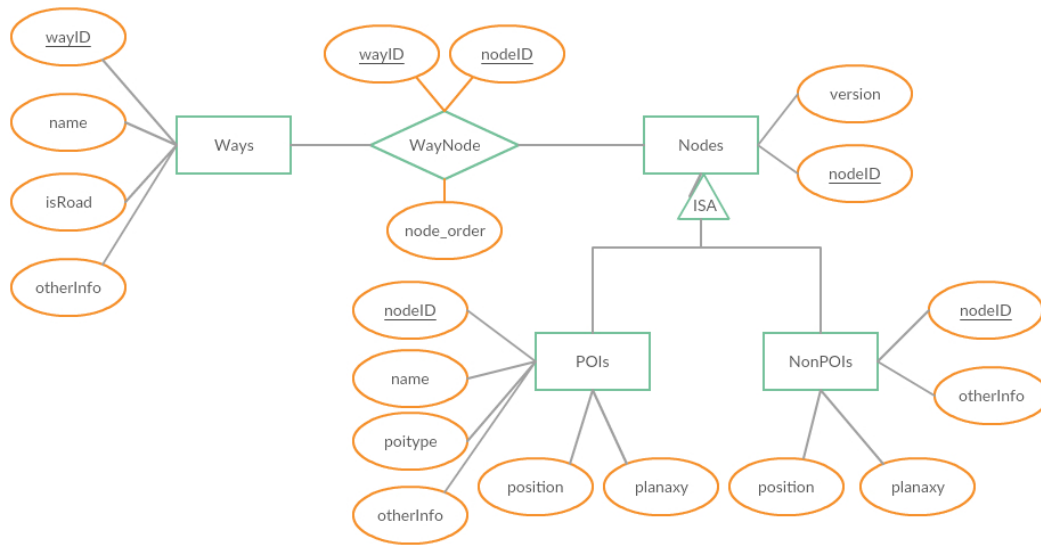 wayID
wayID
nodeID
version
name
Ways
WayNode
Nodes
nodeID
isRoad
ISA
node_order
otherInfo
nodeID
nodeID
name
POIs
NonPOIs
otherInfo
poitype
position
planaxy
position
planaxy
otherInfo